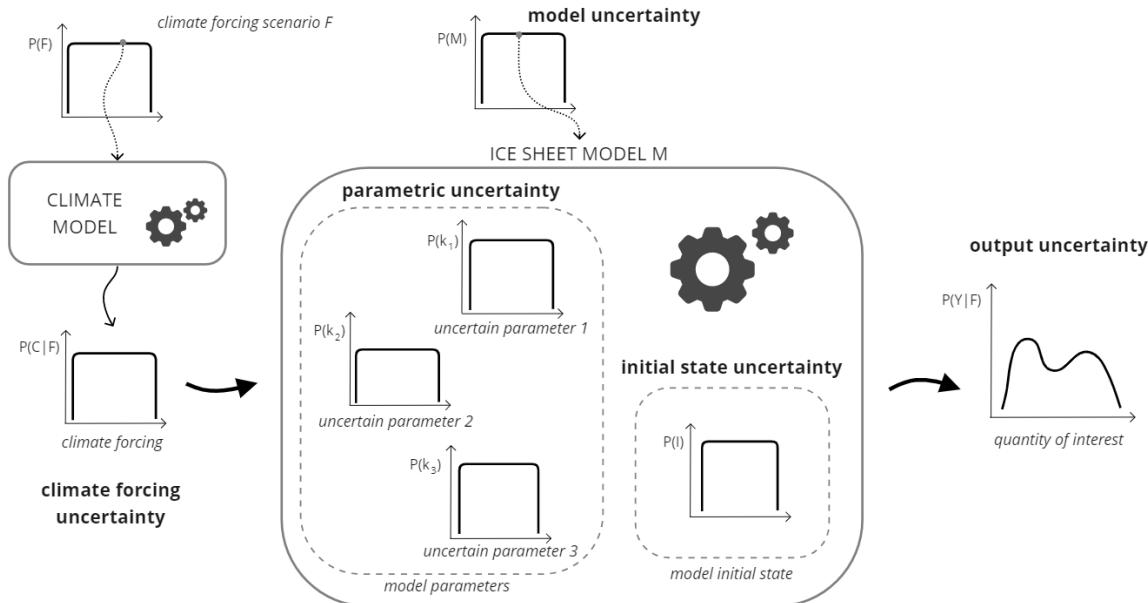 climate forcing scenario F
P(F)
model uncertainty
P(M)
CLIMATE
MODEL
ICE SHEET MODEL M
parametric uncertainty
P(k₁)
uncertain parameter 1
P(k₂)
uncertain parameter 2
P(k₃)
uncertain parameter 3
model parameters
initial state uncertainty
P(I)
model initial state
P(C|F)
climate forcing
climate forcing
uncertainty
output uncertainty
P(Y|F)
quantity of interest